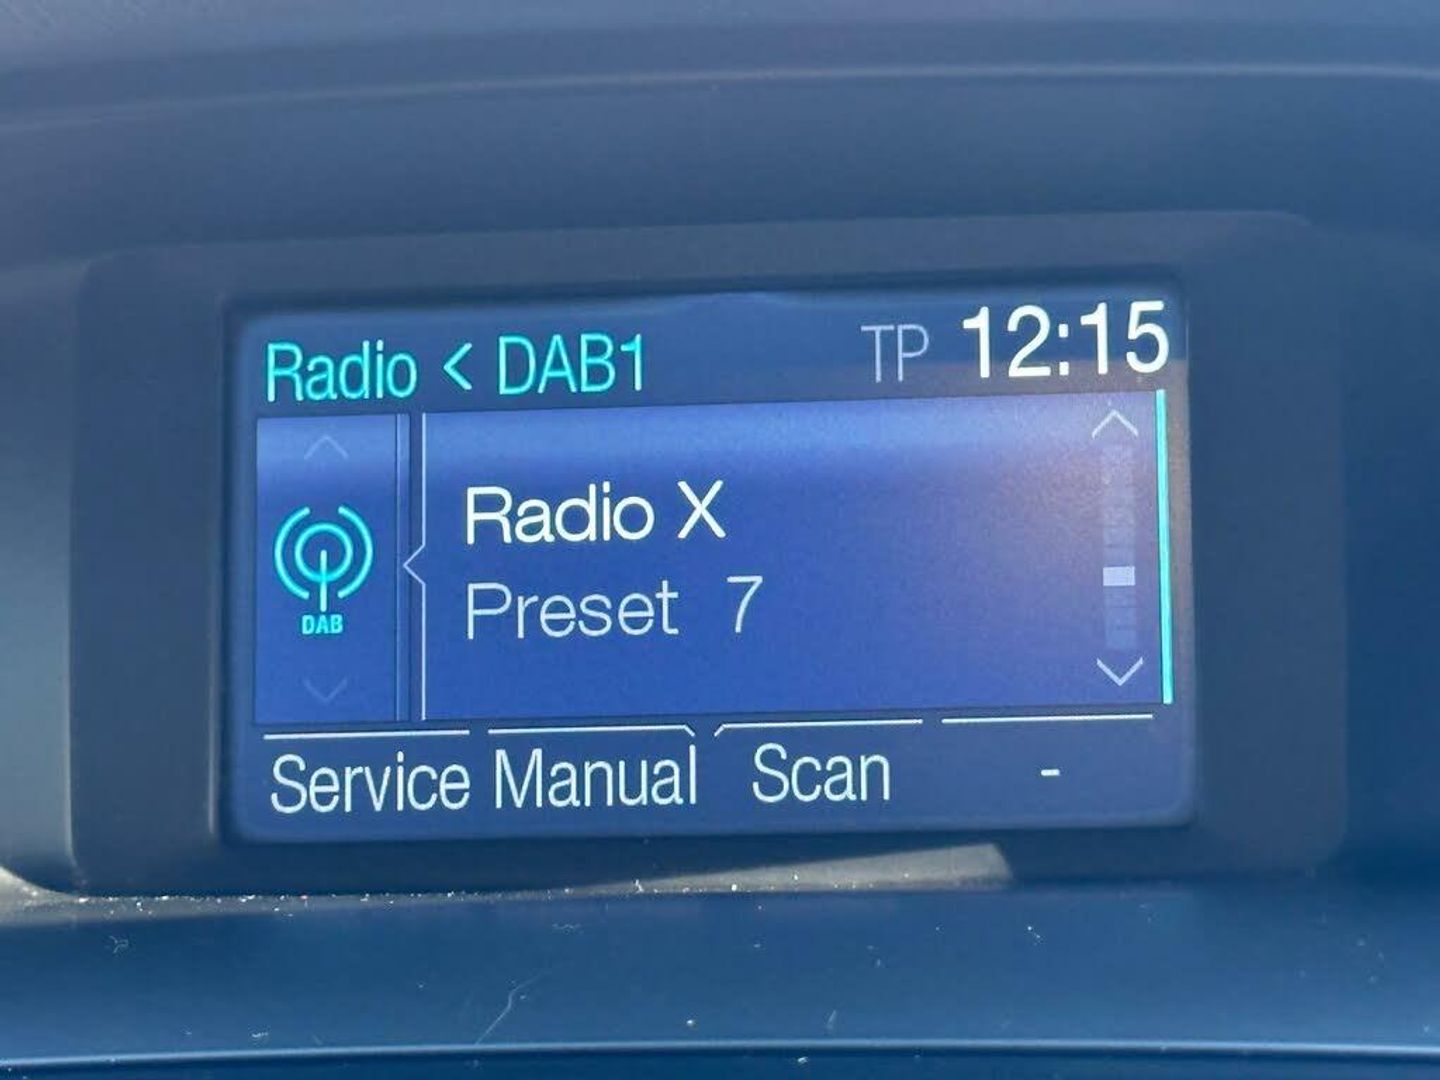 Radio < DAB1 TP 12:15
Radio X
Preset 7
DAB
Service Manual Scan -